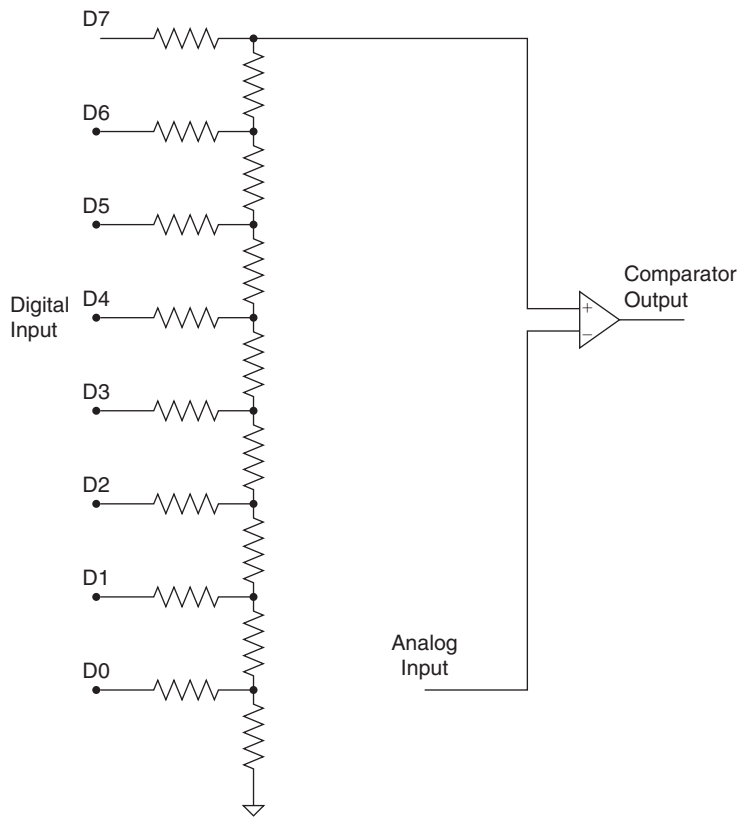 D7
D6
D5
Digital
Input
D4
D3
D2
D1
D0
Analog
Input
+
−
Comparator
Output